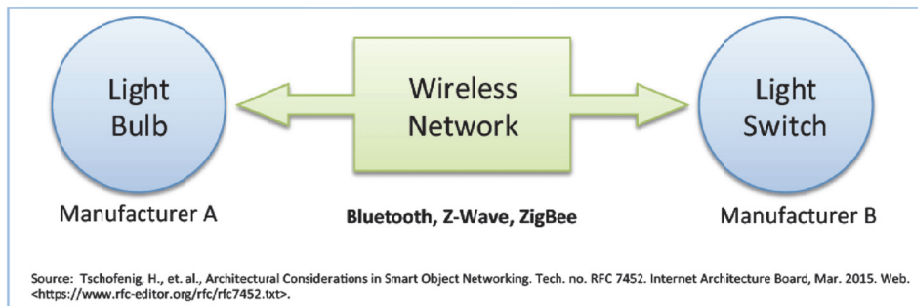 Light
Bulb
Wireless
Network
Light
Switch
Manufacturer A
Bluetooth, Z-Wave, ZigBee
Manufacturer B
Source: Tschofenig, H., et. al., Architectural Considerations in Smart Object Networking. Tech. no. RFC 7452. Internet Architecture Board, Mar. 2015. Web.
<https://www.rfc-editor.org/rfc/rfc7452.txt>.